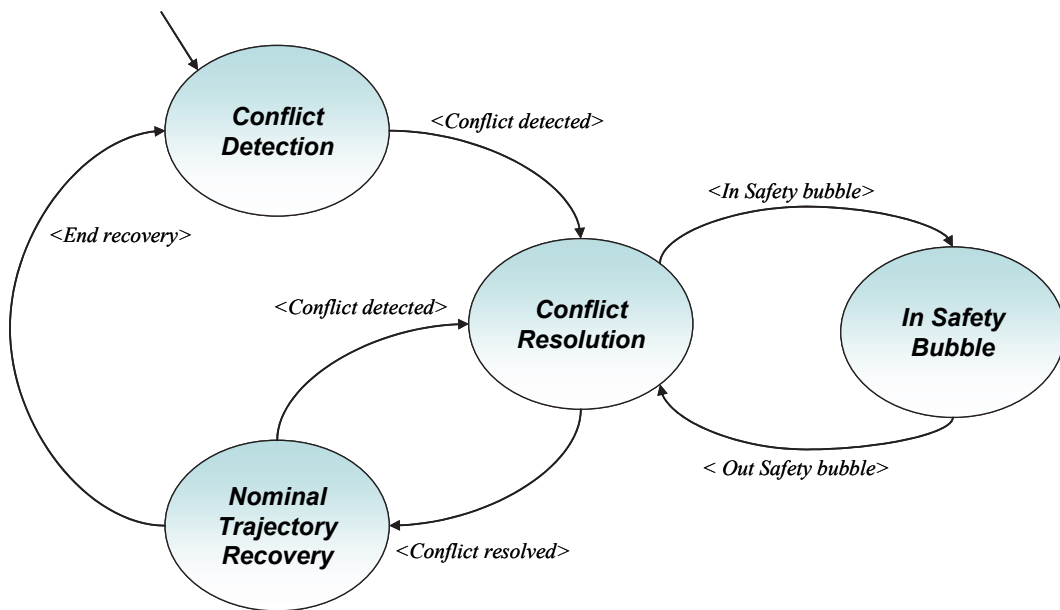 Conflict
Detection
<Conflict detected>
<In Safety bubble>
<End recovery>
<Conflict detected>
Conflict
Resolution
In Safety
Bubble
< Out Safety bubble>
Nominal
Trajectory
Recovery
<Conflict resolved>